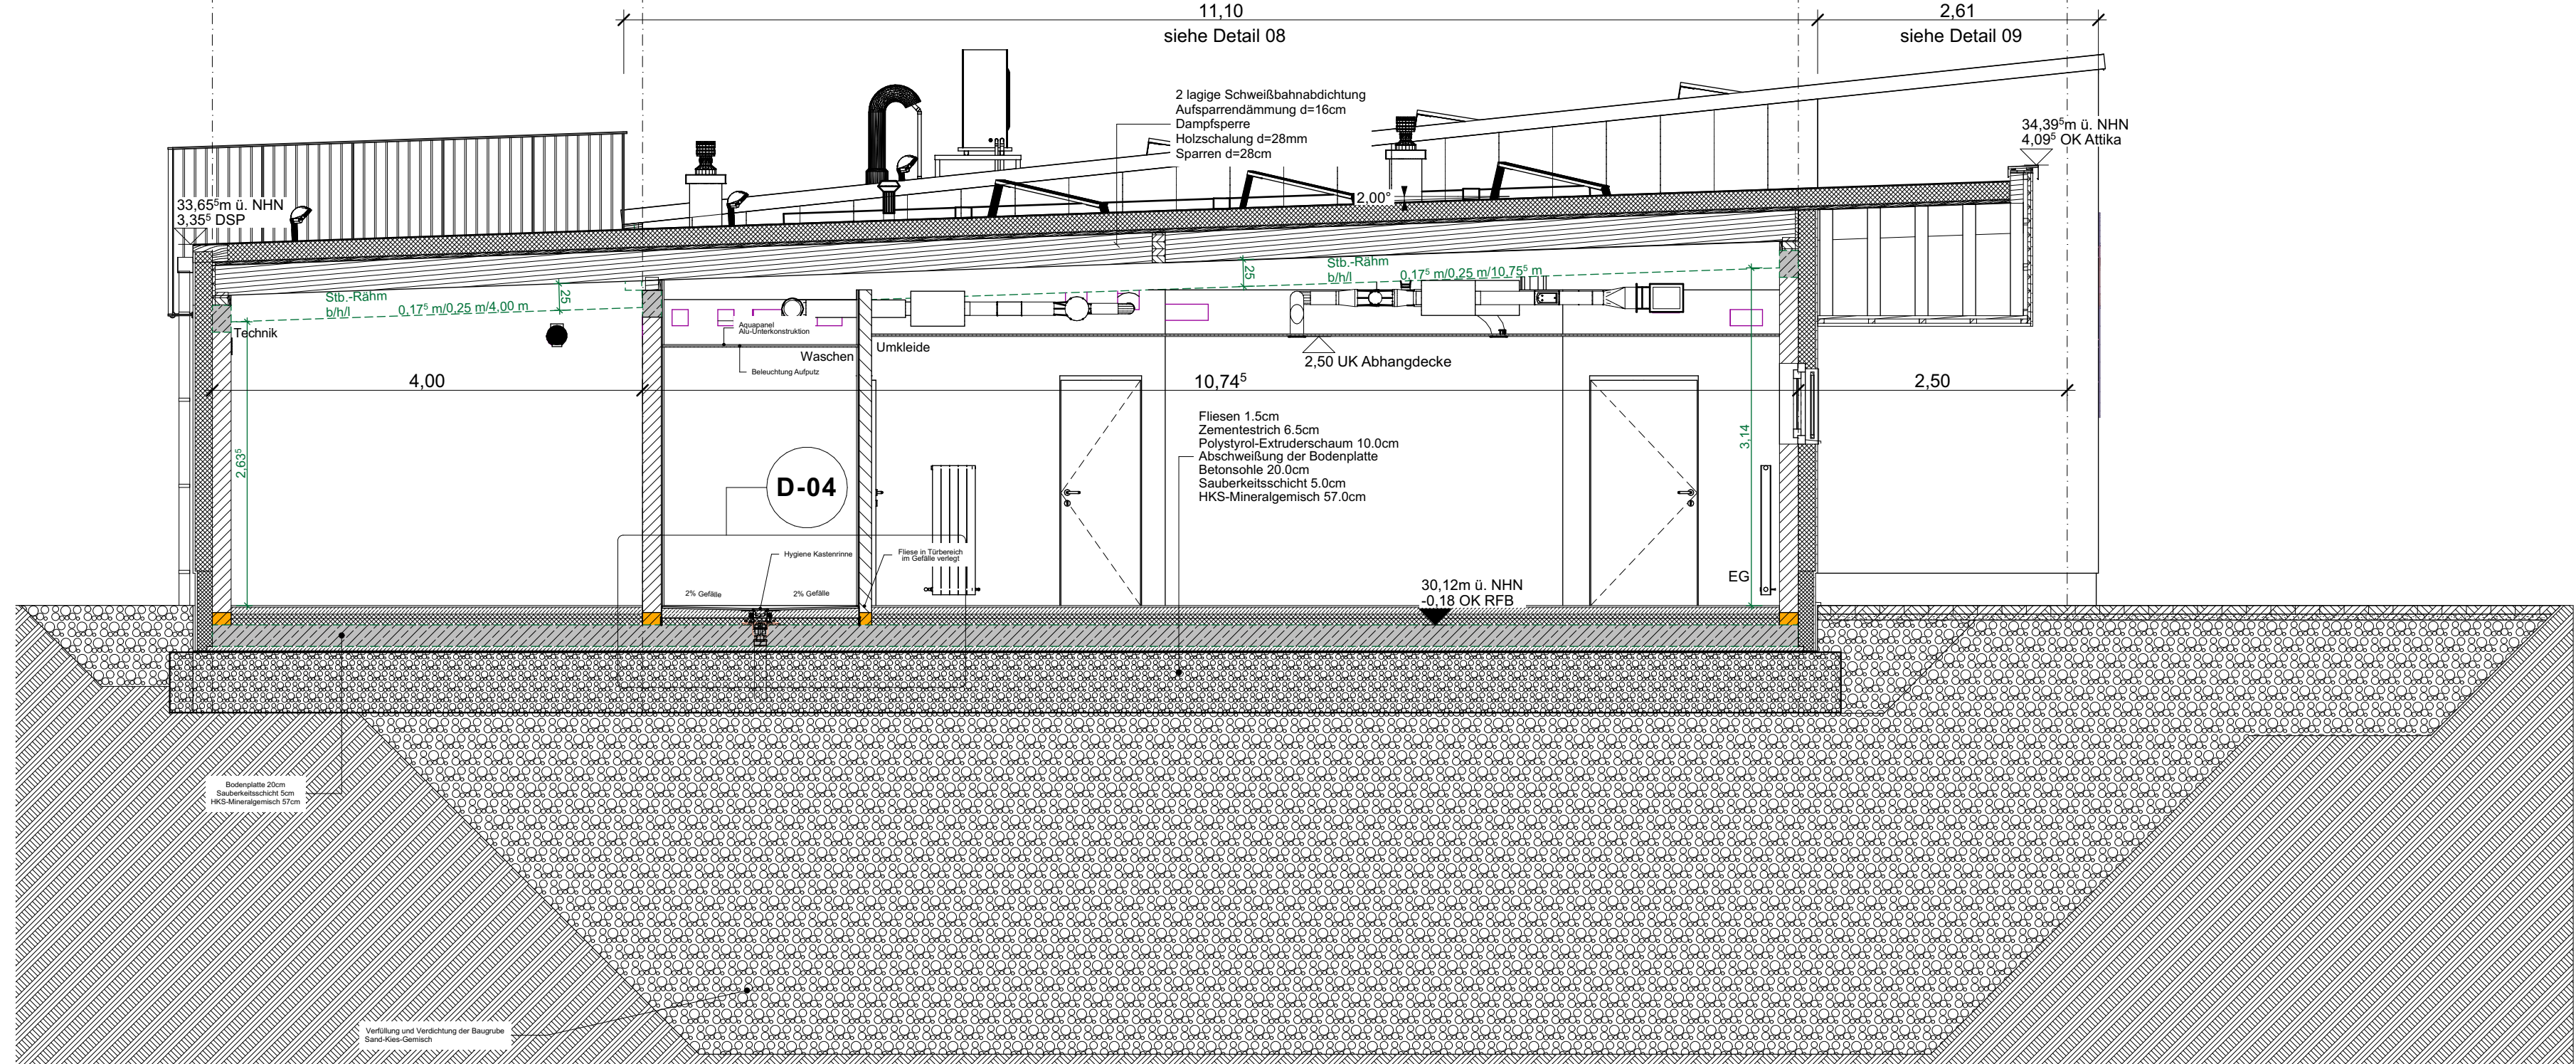 11,10
siehe Detail 08
2,61
siehe Detail 09
2 lagige Schweißbahnabdichtung
Aufsparrendämmung d=16cm
Dampfsperre
Holzschalung d=28mm
Sparren d=28cm
34,39⁵m ü. NHN
4,09⁵ OK Attika
33,65⁵m ü. NHN
3,35⁵ DSP
2,00°
Stb.-Rähm
b/h/l
0,17⁵ m/0,25 m/4,00 m
25
Stb.-Rähm
b/h/l
0,17⁵ m/0,25 m/10,75⁵ m
25
Technik
Aquapanel
Alu-Unterkonstruktion
Waschen
Umkleide
Beleuchtung Aufputz
2,50 UK Abhangdecke
4,00
10,74⁵
2,50
Fliesen 1.5cm
Zementestrich 6.5cm
Polystyrol-Extruderschaum 10.0cm
Abschweißung der Bodenplatte
Betonsohle 20.0cm
Sauberkeitsschicht 5.0cm
HKS-Mineralgemisch 57.0cm
2,63⁵
3,14
D-04
Hygiene Kastenrinne
Fliese in Türbereich
im Gefälle verlegt
2% Gefälle
2% Gefälle
EG
30,12m ü. NHN
-0,18 OK RFB
Bodenplatte 20cm
Sauberkeitsschicht 5cm
HKS-Mineralgemisch 57cm
Verfüllung und Verdichtung der Baugrube
Sand-Kies-Gemisch